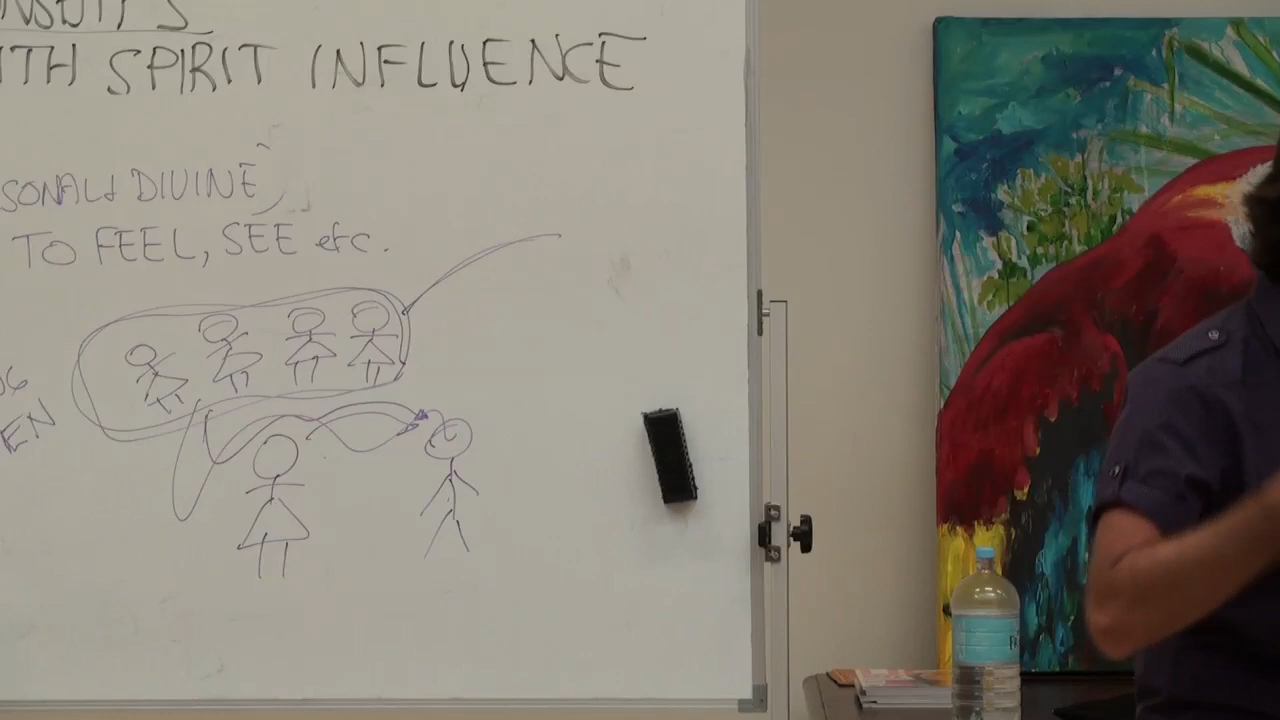 ITH SPIRIT INFLUENCE
SONAL & DIVINE
TO FEEL, SEE etc.
EN